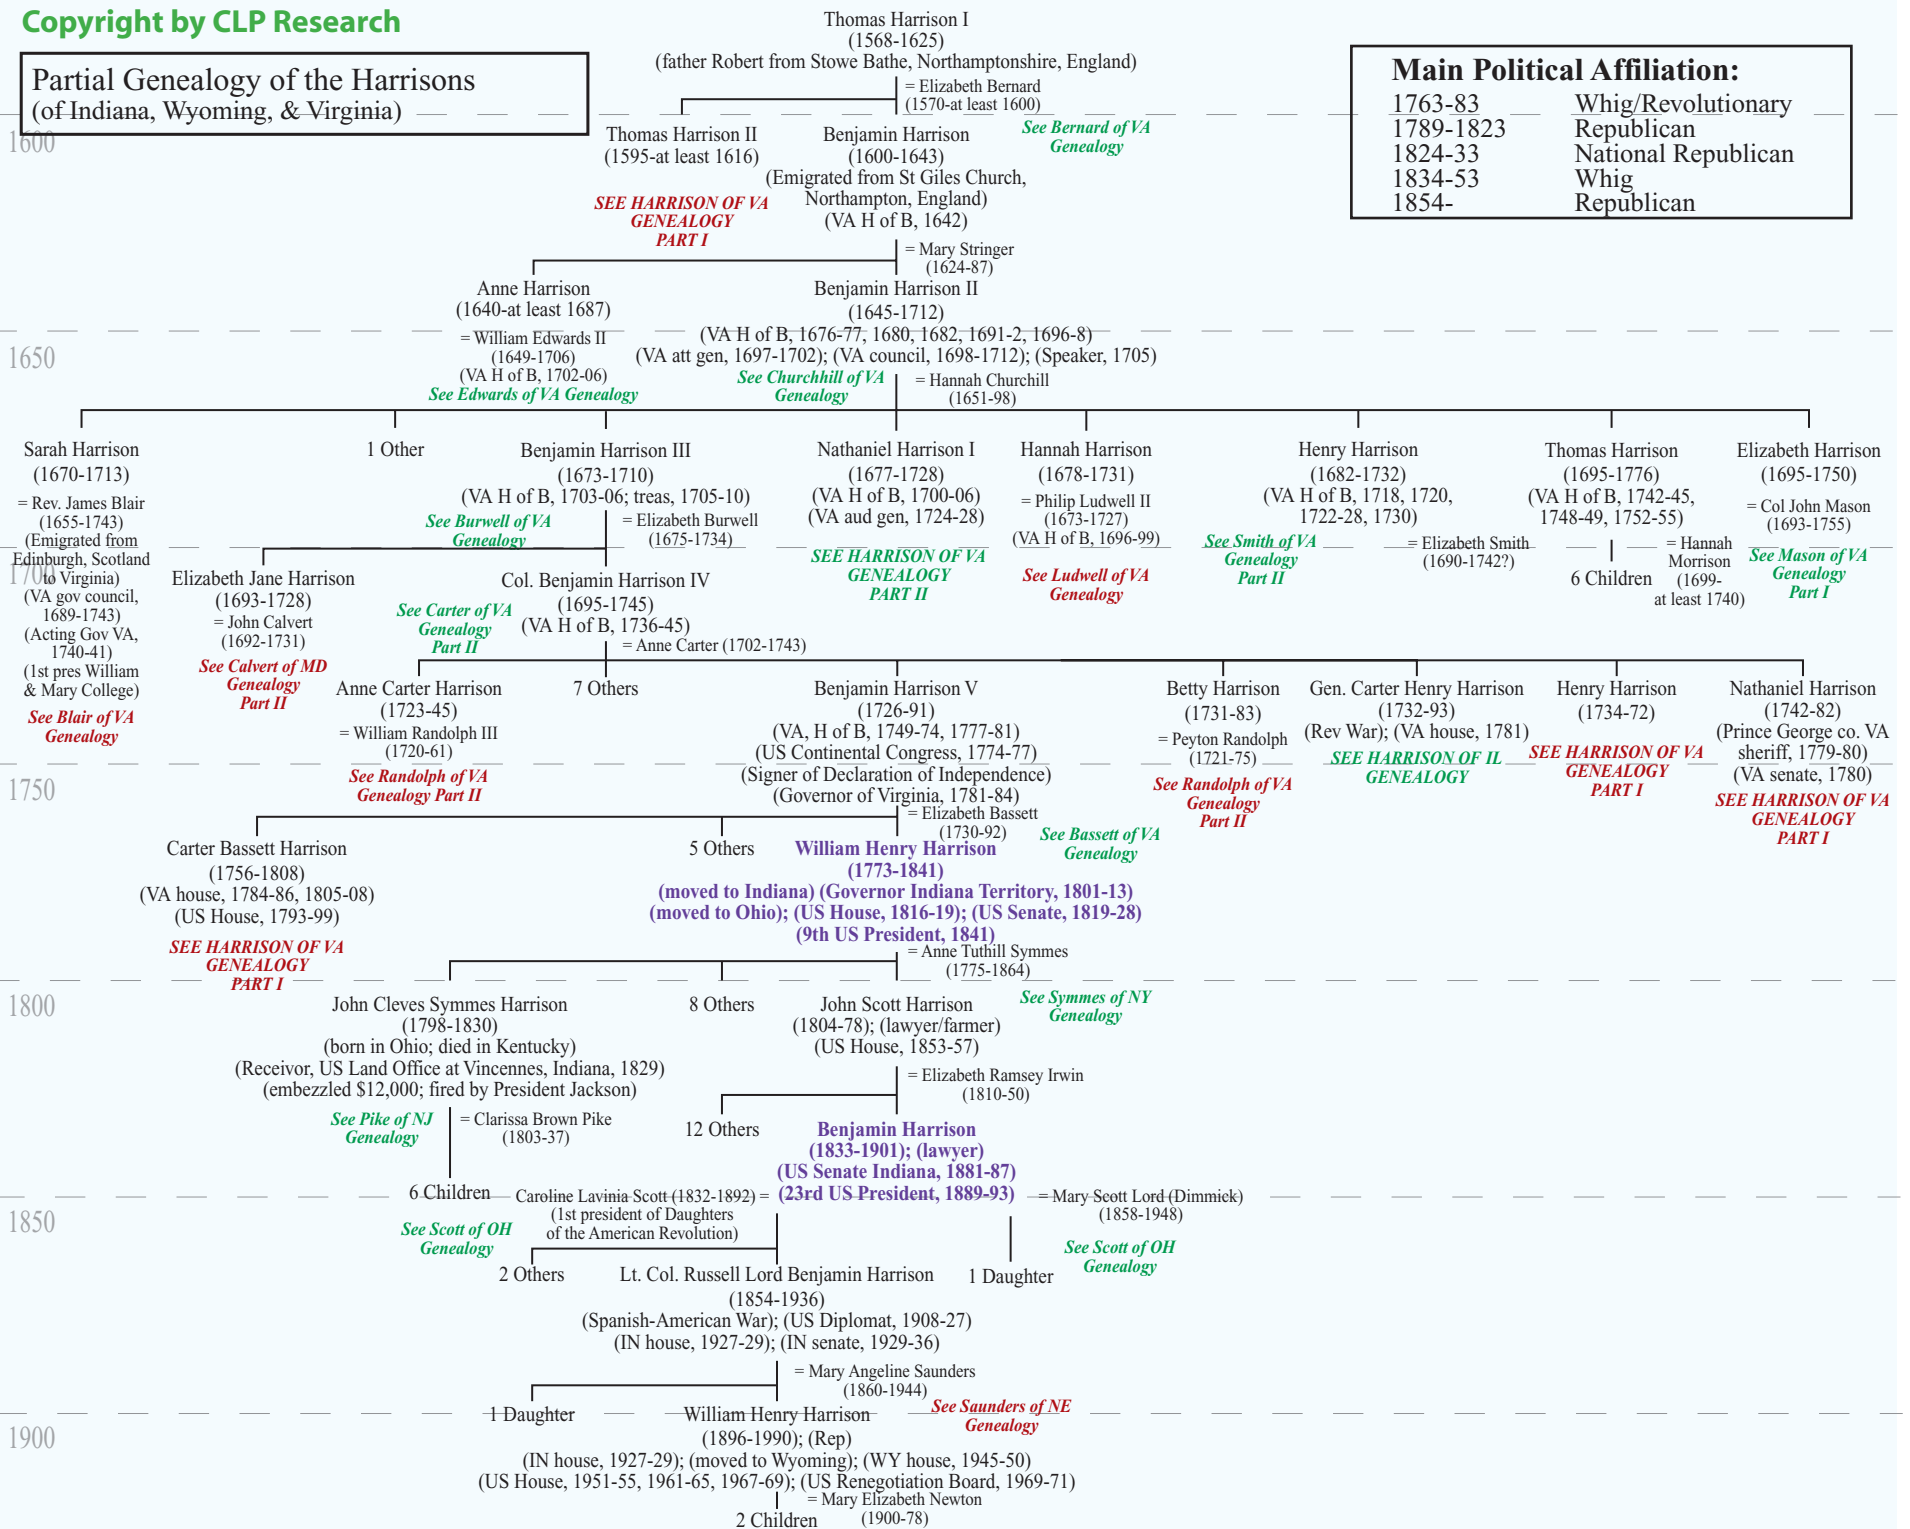 Copyright by CLP Research
Partial Genealogy of the Harrisons
(of Indiana, Wyoming, & Virginia)
Main Political Affiliation:
1763-83 Whig/Revolutionary
1789-1823 Republican
1824-33 National Republican
1834-53 Whig
1854- Republican
Thomas Harrison I
(1568-1625)
(father Robert from Stowe Bathe, Northamptonshire, England)
= Elizabeth Bernard
(1570-at least 1600)
See Bernard of VA
Genealogy
1600
Thomas Harrison II
(1595-at least 1616)
SEE HARRISON OF VA
GENEALOGY
PART I
Benjamin Harrison
(1600-1643)
(Emigrated from St Giles Church,
Northampton, England)
(VA H of B, 1642)
= Mary Stringer
(1624-87)
Anne Harrison
(1640-at least 1687)
= William Edwards II
(1649-1706)
(VA H of B, 1702-06)
See Edwards of VA Genealogy
Benjamin Harrison II
(1645-1712)
(VA H of B, 1676-77, 1680, 1682, 1691-2, 1696-8)
(VA att gen, 1697-1702); (VA council, 1698-1712); (Speaker, 1705)
See Churchhill of VA
Genealogy
= Hannah Churchill
(1651-98)
1650
Sarah Harrison
(1670-1713)
= Rev. James Blair
(1655-1743)
(Emigrated from
Edinburgh, Scotland
to Virginia)
(VA gov council,
1689-1743)
(Acting Gov VA,
1740-41)
(1st pres William
& Mary College)
See Blair of VA
Genealogy
1 Other
Benjamin Harrison III
(1673-1710)
(VA H of B, 1703-06; treas, 1705-10)
See Burwell of VA
Genealogy
= Elizabeth Burwell
(1675-1734)
Nathaniel Harrison I
(1677-1728)
(VA H of B, 1700-06)
(VA aud gen, 1724-28)
SEE HARRISON OF VA
GENEALOGY
PART II
Hannah Harrison
(1678-1731)
= Philip Ludwell II
(1673-1727)
(VA H of B, 1696-99)
See Ludwell of VA
Genealogy
Henry Harrison
(1682-1732)
(VA H of B, 1718, 1720,
1722-28, 1730)
See Smith of VA
Genealogy
Part II
= Elizabeth Smith
(1690-1742?)
Thomas Harrison
(1695-1776)
(VA H of B, 1742-45,
1748-49, 1752-55)
6 Children
= Hannah
Morrison
(1699-
at least 1740)
Elizabeth Harrison
(1695-1750)
= Col John Mason
(1693-1755)
See Mason of VA
Genealogy
Part I
1700
Elizabeth Jane Harrison
(1693-1728)
= John Calvert
(1692-1731)
See Calvert of MD
Genealogy
Part II
Col. Benjamin Harrison IV
(1695-1745)
(VA H of B, 1736-45)
See Carter of VA
Genealogy
Part II
= Anne Carter (1702-1743)
Anne Carter Harrison
(1723-45)
= William Randolph III
(1720-61)
See Randolph of VA
Genealogy Part II
7 Others
Benjamin Harrison V
(1726-91)
(VA, H of B, 1749-74, 1777-81)
(US Continental Congress, 1774-77)
(Signer of Declaration of Independence)
(Governor of Virginia, 1781-84)
= Elizabeth Bassett
(1730-92)
See Bassett of VA
Genealogy
Betty Harrison
(1731-83)
= Peyton Randolph
(1721-75)
See Randolph of VA
Genealogy
Part II
Gen. Carter Henry Harrison
(1732-93)
(Rev War); (VA house, 1781)
SEE HARRISON OF IL
GENEALOGY
Henry Harrison
(1734-72)
SEE HARRISON OF VA
GENEALOGY
PART I
Nathaniel Harrison
(1742-82)
(Prince George co. VA
sheriff, 1779-80)
(VA senate, 1780)
SEE HARRISON OF VA
GENEALOGY
PART I
1750
Carter Bassett Harrison
(1756-1808)
(VA house, 1784-86, 1805-08)
(US House, 1793-99)
SEE HARRISON OF VA
GENEALOGY
PART I
5 Others
William Henry Harrison
(1773-1841)
(moved to Indiana) (Governor Indiana Territory, 1801-13)
(moved to Ohio); (US House, 1816-19); (US Senate, 1819-28)
(9th US President, 1841)
= Anne Tuthill Symmes
(1775-1864)
See Symmes of NY
Genealogy
1800
John Cleves Symmes Harrison
(1798-1830)
(born in Ohio; died in Kentucky)
(Receivor, US Land Office at Vincennes, Indiana, 1829)
(embezzled $12,000; fired by President Jackson)
See Pike of NJ
Genealogy
= Clarissa Brown Pike
(1803-37)
6 Children
8 Others
John Scott Harrison
(1804-78); (lawyer/farmer)
(US House, 1853-57)
= Elizabeth Ramsey Irwin
(1810-50)
12 Others
Benjamin Harrison
(1833-1901); (lawyer)
(US Senate Indiana, 1881-87)
(23rd US President, 1889-93)
Caroline Lavinia Scott (1832-1892) =
(1st president of Daughters
of the American Revolution)
See Scott of OH
Genealogy
= Mary Scott Lord (Dimmick)
(1858-1948)
See Scott of OH
Genealogy
1850
2 Others
Lt. Col. Russell Lord Benjamin Harrison
(1854-1936)
(Spanish-American War); (US Diplomat, 1908-27)
(IN house, 1927-29); (IN senate, 1929-36)
1 Daughter
= Mary Angeline Saunders
(1860-1944)
See Saunders of NE
Genealogy
1 Daughter
1900
William Henry Harrison
(1896-1990); (Rep)
(IN house, 1927-29); (moved to Wyoming); (WY house, 1945-50)
(US House, 1951-55, 1961-65, 1967-69); (US Renegotiation Board, 1969-71)
= Mary Elizabeth Newton
(1900-78)
2 Children